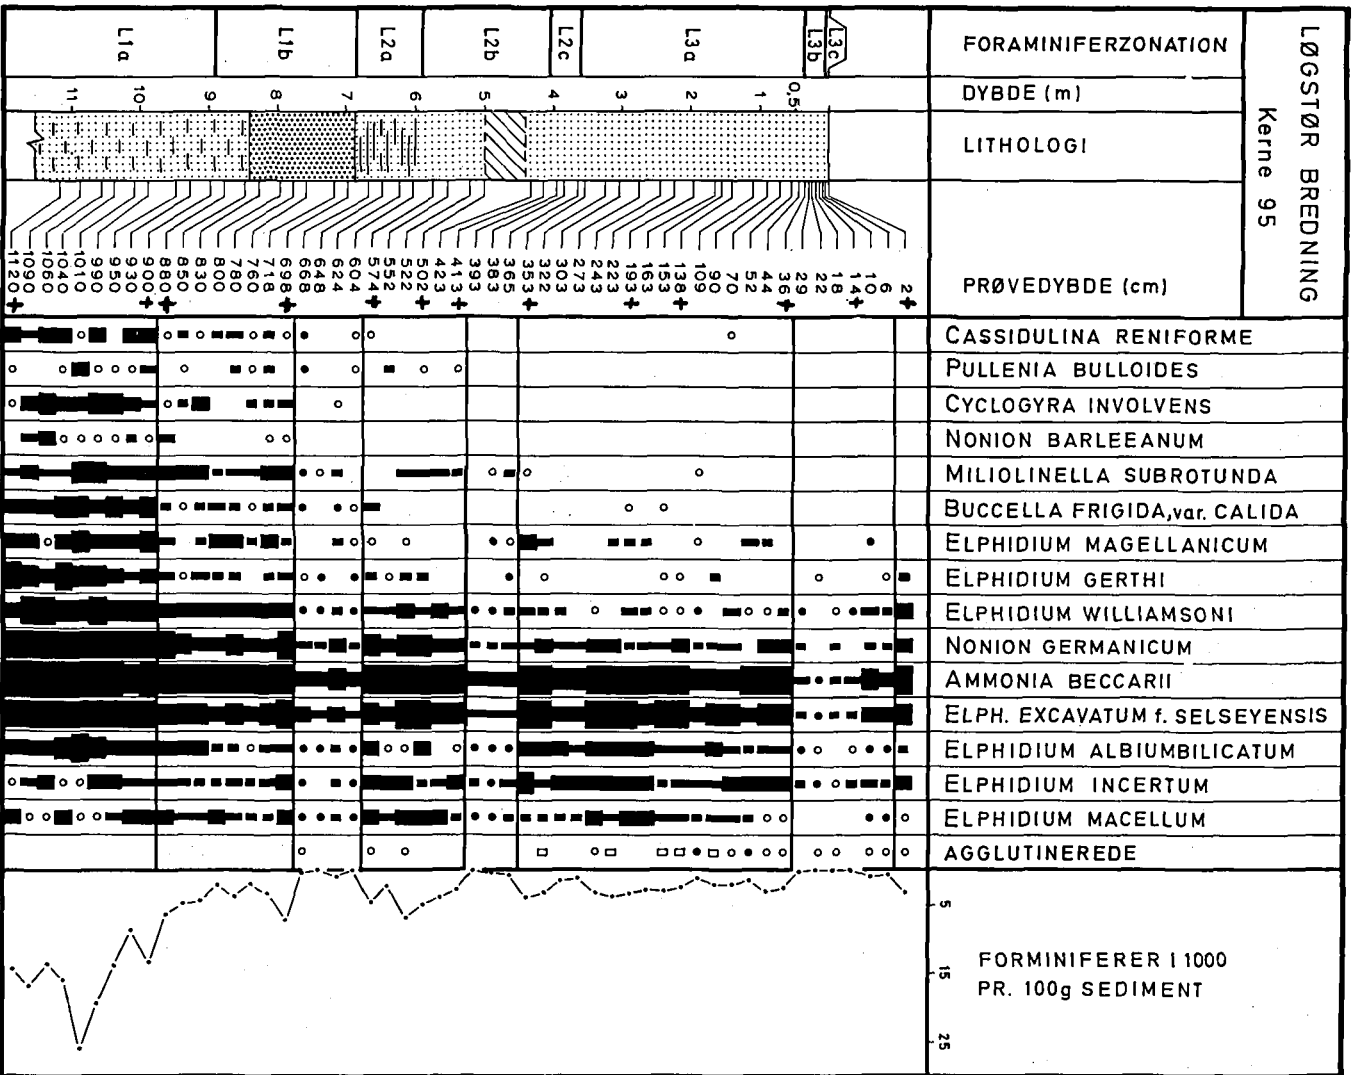 LØGSTØR BREDNING
Kerne 95
FORAMINIFERZONATION
L1a
L1b
L2a
L2b
L2c
L3a
L3b
L3c
DYBDE (m)
11
10
9
8
7
6
5
4
3
2
1
0,5
LITHOLOGI
PRØVEDYBDE (cm)
1120+
1090
1060
1040
1010
990
950
930
900+
880+
850
830
800
780
760
718
698+
668
648
624
604
574+
552
522
502+
423
413+
393
383
365
353+
322
303
273
243
223
193+
163
153
138+
109
90
70
64
44
36+
29
22
18
14+
10
6
2+
CASSIDULINA RENIFORME
PULLENIA BULLOIDES
CYCLOGYRA INVOLVENS
NONION BARLEEANUM
MILIOLINELLA SUBROTUNDA
BUCCELLA FRIGIDA,var. CALIDA
ELPHIDIUM MAGELLANICUM
ELPHIDIUM GERTHI
ELPHIDIUM WILLIAMSONI
NONION GERMANICUM
AMMONIA BECCARII
ELPH. EXCAVATUM f. SELSEYENSIS
ELPHIDIUM ALBIUMBILICATUM
ELPHIDIUM INCERTUM
ELPHIDIUM MACELLUM
AGGLUTINEREDE
5
15
25
FORMINIFERER I 1000
PR. 100g SEDIMENT